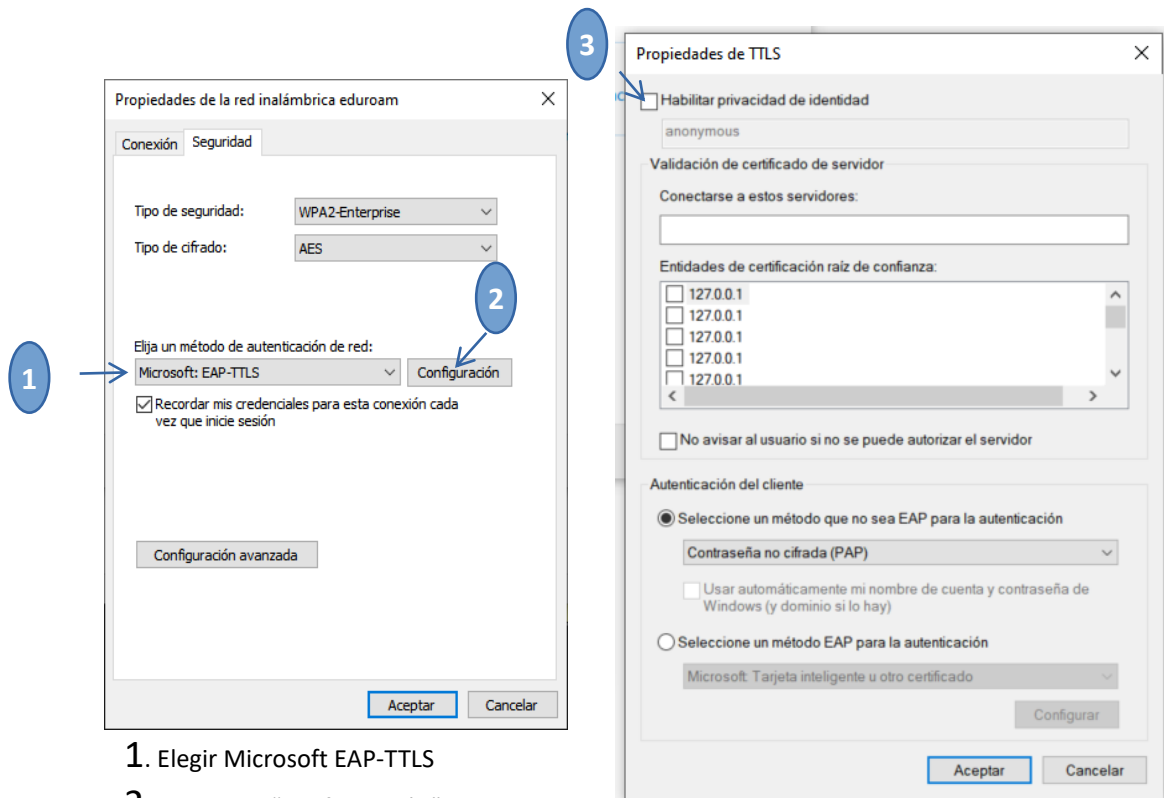 Propiedades de la red inalámbrica eduroam
Conexión Seguridad
Tipo de seguridad: WPA2-Enterprise
Tipo de cifrado: AES
2
Elija un método de autenticación de red:
1 Microsoft: EAP-TTLS Configuración
Recordar mis credenciales para esta conexión cada
vez que inicie sesión
Configuración avanzada
Aceptar Cancelar
1. Elegir Microsoft EAP-TTLS
3
Propiedades de TTLS
Habilitar privacidad de identidad
anonymous
Validación de certificado de servidor
Conectarse a estos servidores:
Entidades de certificación raíz de confianza:
127.0.0.1
127.0.0.1
127.0.0.1
127.0.0.1
127.0.0.1
No avisar al usuario si no se puede autorizar el servidor
Autenticación del cliente
Seleccione un método que no sea EAP para la autenticación
Contraseña no cifrada (PAP)
Usar automáticamente mi nombre de cuenta y contraseña de
Windows (y dominio si lo hay)
Seleccione un método EAP para la autenticación
Microsoft: Tarjeta inteligente u otro certificado
Configurar
Aceptar Cancelar